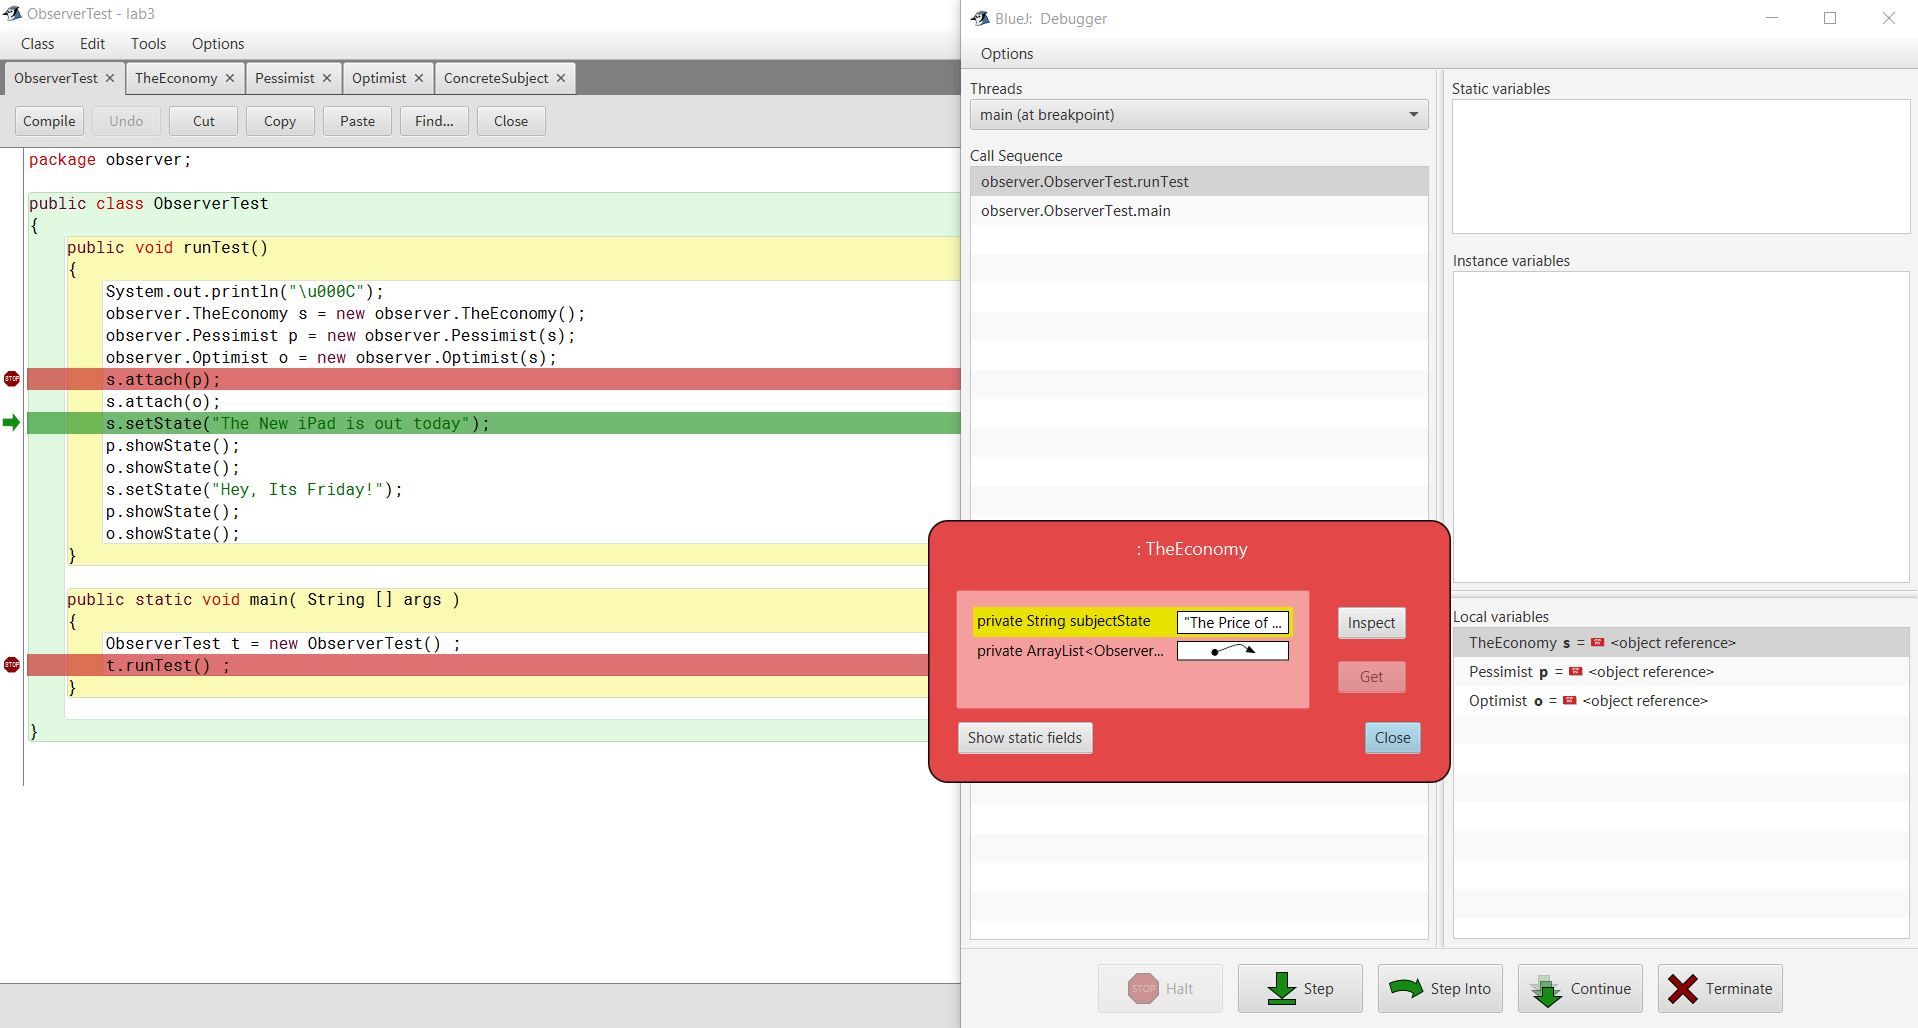 ObserverTest - lab3
Class Edit Tools Options
ObserverTest × TheEconomy × Pessimist × Optimist × ConcreteSubject ×
Compile Undo Cut Copy Paste Find... Close
package observer;
public class ObserverTest
{
public void runTest()
{
System.out.println("\u000C");
observer.TheEconomy s = new observer.TheEconomy();
observer.Pessimist p = new observer.Pessimist(s);
observer.Optimist o = new observer.Optimist(s);
STOP s.attach(p);
s.attach(o);
s.setState("The New iPad is out today");
p.showState();
o.showState();
s.setState("Hey, Its Friday!");
p.showState();
o.showState();
}
public static void main( String [] args )
{
ObserverTest t = new ObserverTest() ;
STOP t.runTest() ;
}
}
BlueJ: Debugger
Options
Threads
main (at breakpoint)
Call Sequence
observer.ObserverTest.runTest
observer.ObserverTest.main
Static variables
Instance variables
Local variables
TheEconomy s = <object reference>
Pessimist p = <object reference>
Optimist o = <object reference>
: TheEconomy
private String subjectState "The Price of ...
private ArrayList<Observer...
Inspect
Get
Show static fields
Close
STOP Halt Step Step Into Continue Terminate